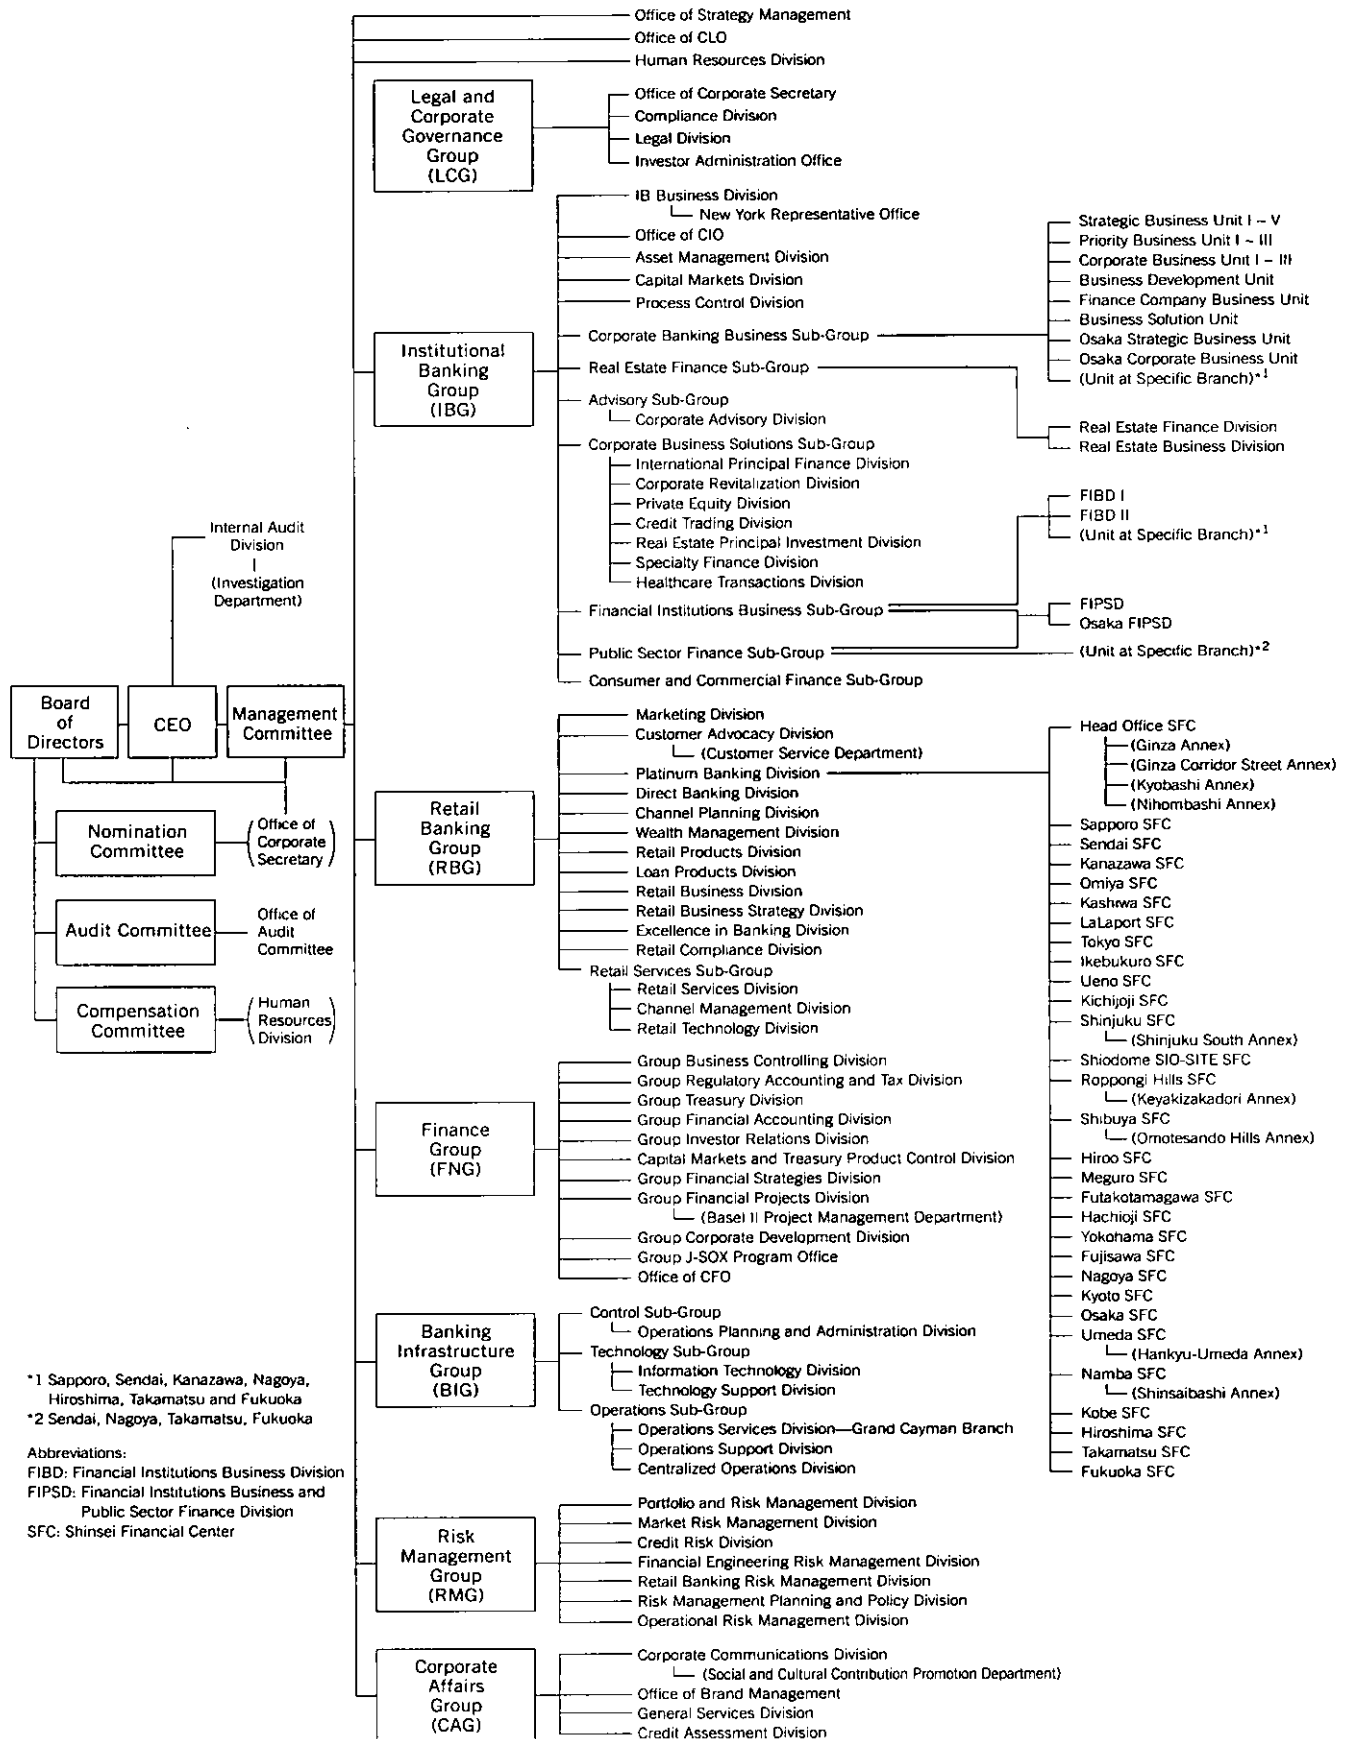 Office of Strategy Management
Office of CLO
Human Resources Division
Legal and
Corporate
Governance
Group
(LCG)
Office of Corporate Secretary
Compliance Division
Legal Division
Investor Administration Office
Institutional
Banking
Group
(IBG)
IB Business Division
New York Representative Office
Office of CIO
Asset Management Division
Capital Markets Division
Process Control Division
Corporate Banking Business Sub-Group
Real Estate Finance Sub-Group
Advisory Sub-Group
Corporate Advisory Division
Corporate Business Solutions Sub-Group
International Principal Finance Division
Corporate Revitalization Division
Private Equity Division
Credit Trading Division
Real Estate Principal Investment Division
Specialty Finance Division
Healthcare Transactions Division
Financial Institutions Business Sub-Group
Public Sector Finance Sub-Group
Consumer and Commercial Finance Sub-Group
Strategic Business Unit I – V
Priority Business Unit I – III
Corporate Business Unit I – III
Business Development Unit
Finance Company Business Unit
Business Solution Unit
Osaka Strategic Business Unit
Osaka Corporate Business Unit
(Unit at Specific Branch)*1
Real Estate Finance Division
Real Estate Business Division
FIBD I
FIBD II
(Unit at Specific Branch)*1
FIPSD
Osaka FIPSD
(Unit at Specific Branch)*2
Internal Audit
Division
(Investigation
Department)
Board
of
Directors
CEO
Management
Committee
Nomination
Committee
(Office of
Corporate
Secretary)
Audit Committee
Office of
Audit
Committee
Compensation
Committee
(Human
Resources
Division)
Retail
Banking
Group
(RBG)
Marketing Division
Customer Advocacy Division
(Customer Service Department)
Platinum Banking Division
Direct Banking Division
Channel Planning Division
Wealth Management Division
Retail Products Division
Loan Products Division
Retail Business Division
Retail Business Strategy Division
Excellence in Banking Division
Retail Compliance Division
Retail Services Sub-Group
Retail Services Division
Channel Management Division
Retail Technology Division
Head Office SFC
(Ginza Annex)
(Ginza Corridor Street Annex)
(Kyobashi Annex)
(Nihombashi Annex)
Sapporo SFC
Sendai SFC
Kanazawa SFC
Omiya SFC
Kashiwa SFC
LaLaport SFC
Tokyo SFC
Ikebukuro SFC
Ueno SFC
Kichijoji SFC
Shinjuku SFC
(Shinjuku South Annex)
Shiodome SIO-SITE SFC
Roppongi Hills SFC
(Keyakizakadori Annex)
Shibuya SFC
(Omotesando Hills Annex)
Hiroo SFC
Meguro SFC
Futakotamagawa SFC
Hachioji SFC
Yokohama SFC
Fujisawa SFC
Nagoya SFC
Kyoto SFC
Osaka SFC
Umeda SFC
(Hankyu-Umeda Annex)
Namba SFC
(Shinsaibashi Annex)
Kobe SFC
Hiroshima SFC
Takamatsu SFC
Fukuoka SFC
Finance
Group
(FNG)
Group Business Controlling Division
Group Regulatory Accounting and Tax Division
Group Treasury Division
Group Financial Accounting Division
Group Investor Relations Division
Capital Markets and Treasury Product Control Division
Group Financial Strategies Division
Group Financial Projects Division
(Basel II Project Management Department)
Group Corporate Development Division
Group J-SOX Program Office
Office of CFO
Banking
Infrastructure
Group
(BIG)
Control Sub-Group
Operations Planning and Administration Division
Technology Sub-Group
Information Technology Division
Technology Support Division
Operations Sub-Group
Operations Services Division—Grand Cayman Branch
Operations Support Division
Centralized Operations Division
Risk
Management
Group
(RMG)
Portfolio and Risk Management Division
Market Risk Management Division
Credit Risk Division
Financial Engineering Risk Management Division
Retail Banking Risk Management Division
Risk Management Planning and Policy Division
Operational Risk Management Division
Corporate
Affairs
Group
(CAG)
Corporate Communications Division
(Social and Cultural Contribution Promotion Department)
Office of Brand Management
General Services Division
Credit Assessment Division
*1 Sapporo, Sendai, Kanazawa, Nagoya,
Hiroshima, Takamatsu and Fukuoka
*2 Sendai, Nagoya, Takamatsu, Fukuoka
Abbreviations:
FIBD: Financial Institutions Business Division
FIPSD: Financial Institutions Business and
Public Sector Finance Division
SFC: Shinsei Financial Center